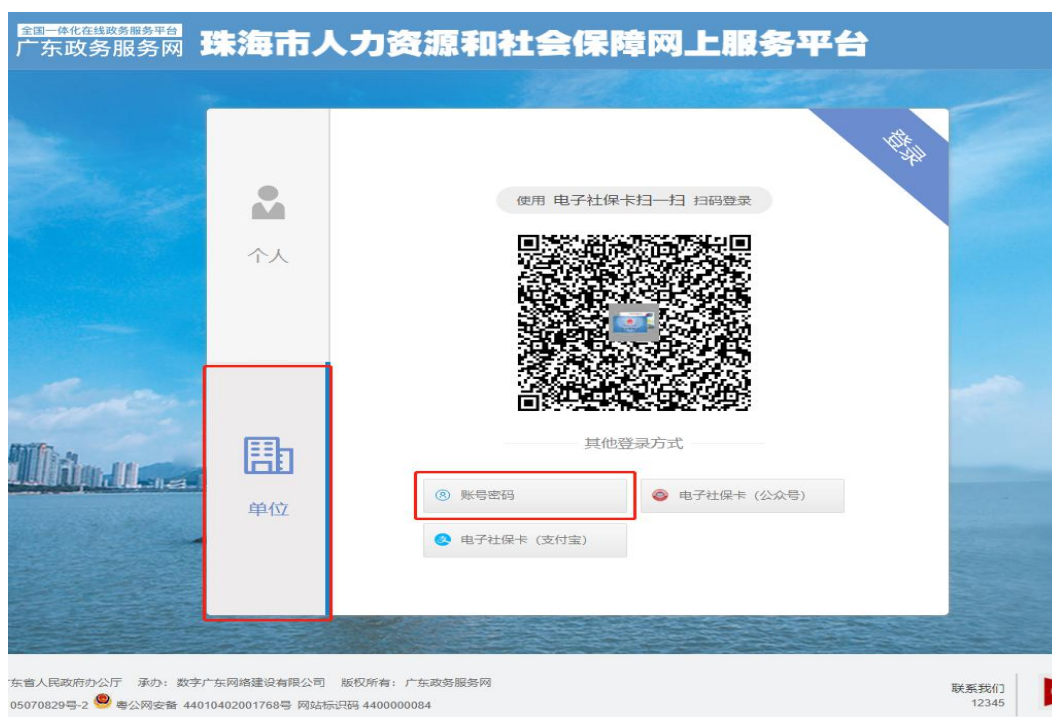 全国一体化在线政务服务平台
广东政务服务网
珠海市人力资源和社会保障网上服务平台
登录
个人
使用 电子社保卡扫一扫 扫码登录
其他登录方式
账号密码
电子社保卡（公众号）
电子社保卡（支付宝）
单位
东省人民政府办公厅 承办：数字广东网络建设有限公司 版权所有：广东政务服务网
05070829号-2 粤公网安备 44010402001768号 网站标识码 4400000084
联系我们
12345